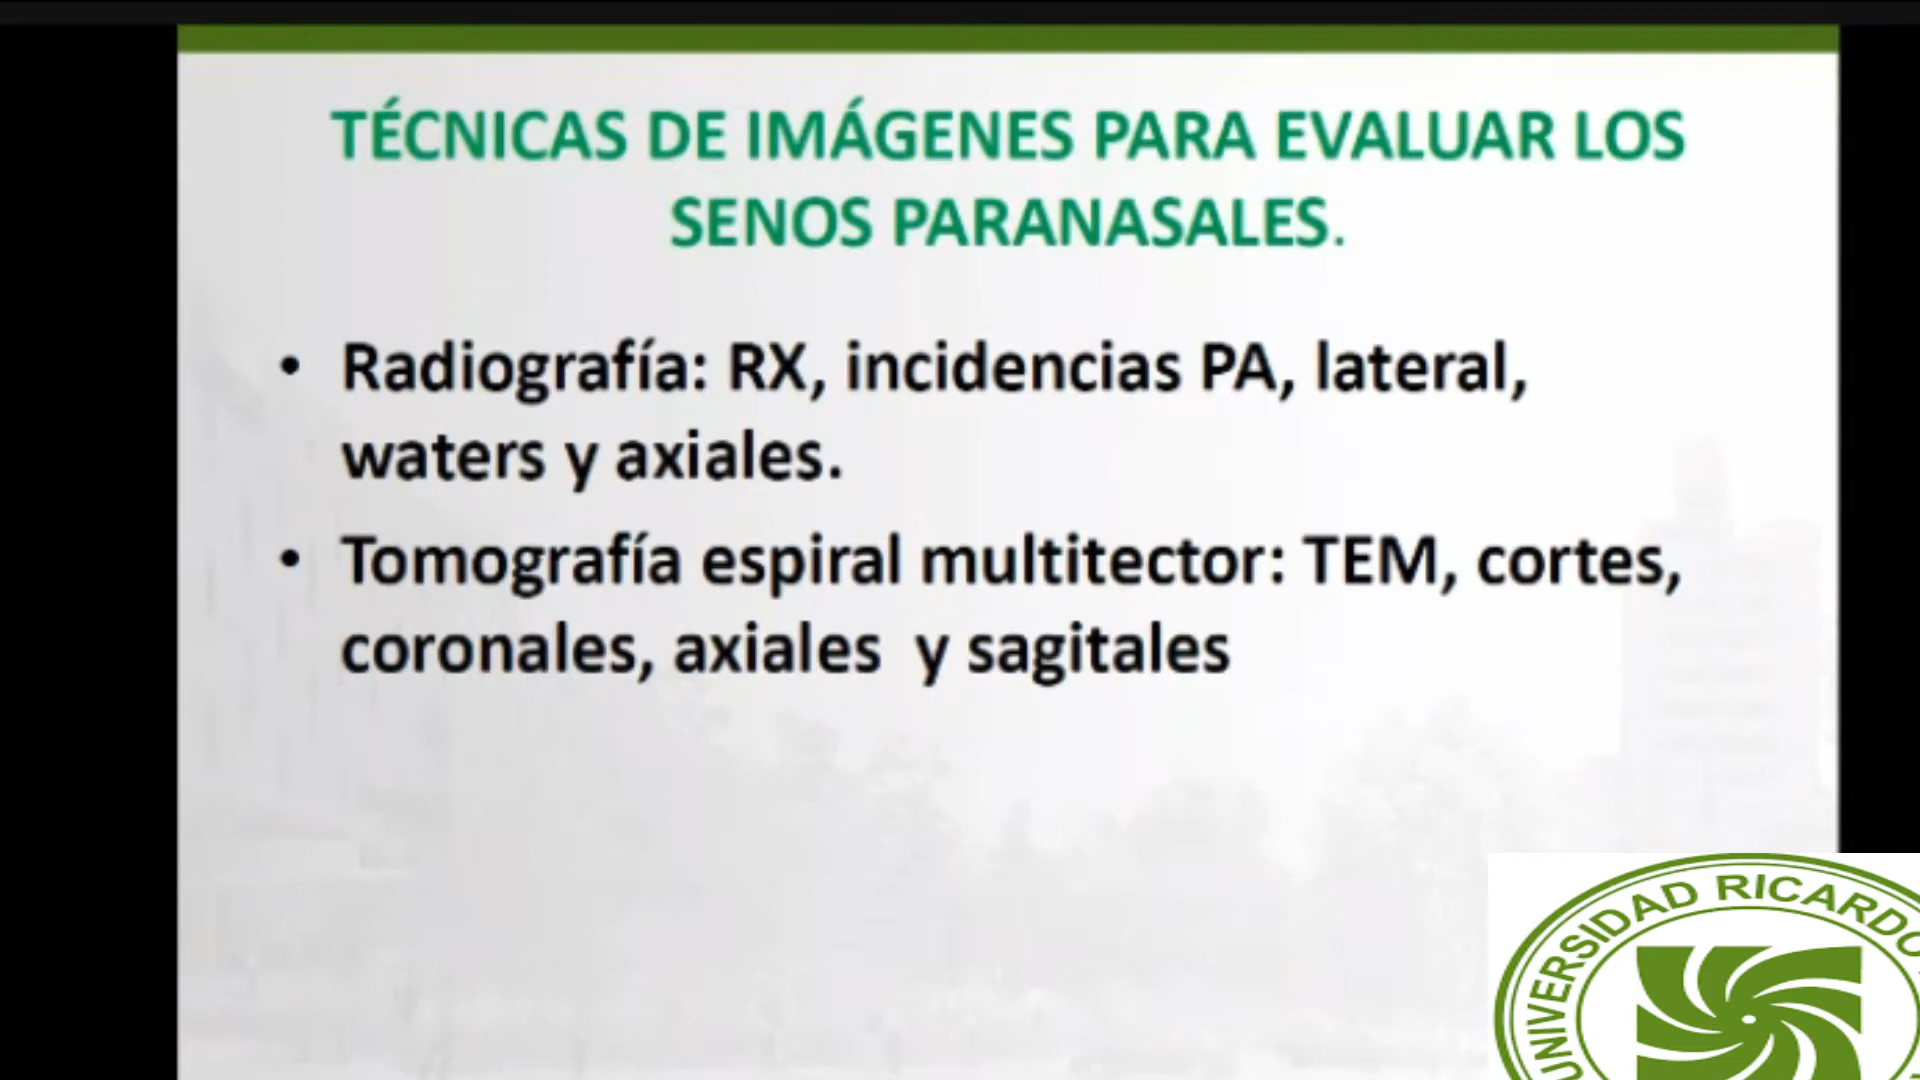 TÉCNICAS DE IMÁGENES PARA EVALUAR LOS
SENOS PARANASALES.
• Radiografía: RX, incidencias PA, lateral,
waters y axiales.
• Tomografía espiral multitector: TEM, cortes,
coronales, axiales y sagitales
UNIVERSIDAD RICARDO